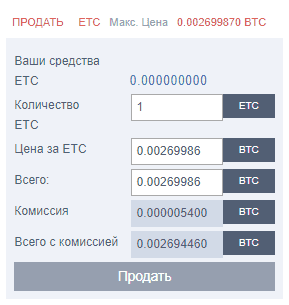 ПРОДАТЬ ETC Макс. Цена 0.002699870 BTC
Ваши средства
ETC 0.000000000
Количество
ETC 1 ETC
Цена за ETC 0.00269986 BTC
Всего: 0.00269986 BTC
Комиссия 0.000005400 BTC
Всего с комиссией 0.002694460 BTC
Продать